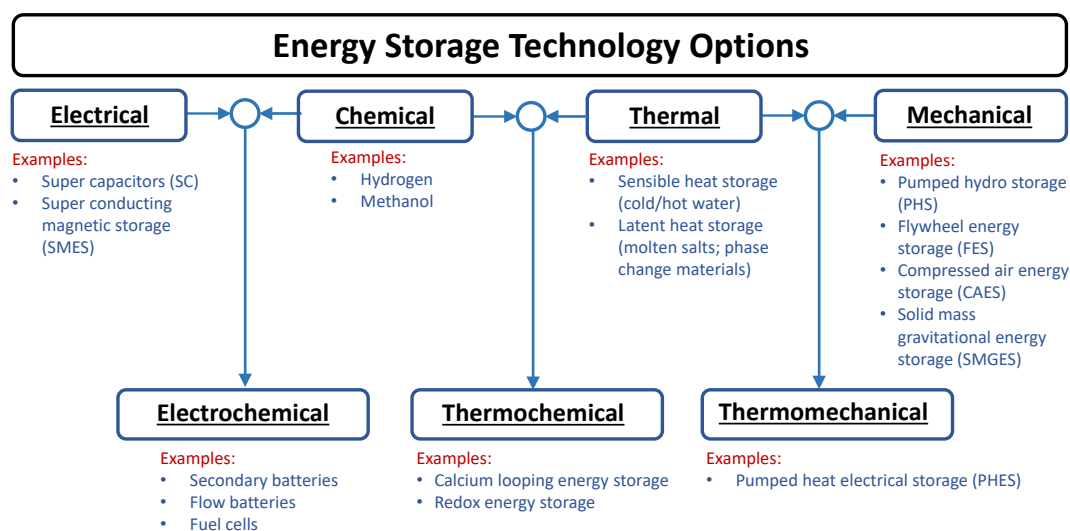 Energy Storage Technology Options
Electrical
Chemical
Thermal
Mechanical
Examples:
• Super capacitors (SC)
• Super conducting
magnetic storage
(SMES)
Examples:
• Hydrogen
• Methanol
Examples:
• Sensible heat storage
(cold/hot water)
• Latent heat storage
(molten salts; phase
change materials)
Examples:
• Pumped hydro storage
(PHS)
• Flywheel energy
storage (FES)
• Compressed air energy
storage (CAES)
• Solid mass
gravitational energy
storage (SMGES)
Electrochemical
Thermochemical
Thermomechanical
Examples:
• Secondary batteries
• Flow batteries
• Fuel cells
Examples:
• Calcium looping energy storage
• Redox energy storage
Examples:
• Pumped heat electrical storage (PHES)